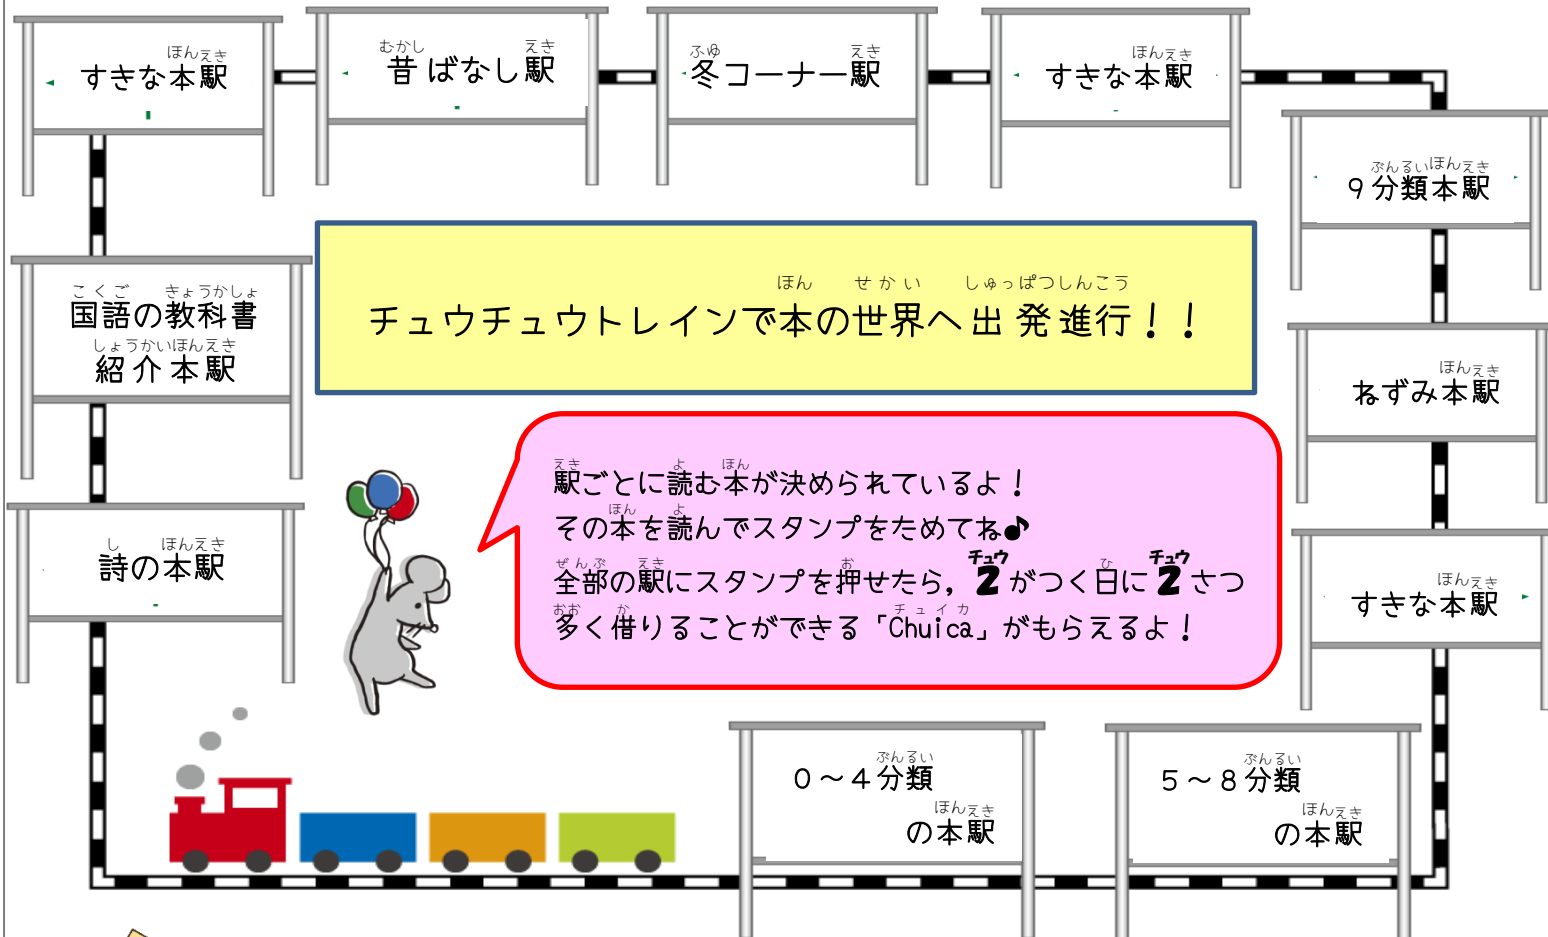 すきな本駅
昔ばなし駅
冬コーナー駅
すきな本駅
9分類本駅
国語の教科書
紹介本駅
チュウチュウトレインで本の世界へ出発進行！！
ねずみ本駅
駅ごとに読む本が決められているよ！
その本を読んでスタンプをためてね♪
全部の駅にスタンプを押せたら，2がつく日に2さつ
多く借りることができる「Chuica」がもらえるよ！
詩の本駅
すきな本駅
0～4分類
の本駅
5～8分類
の本駅